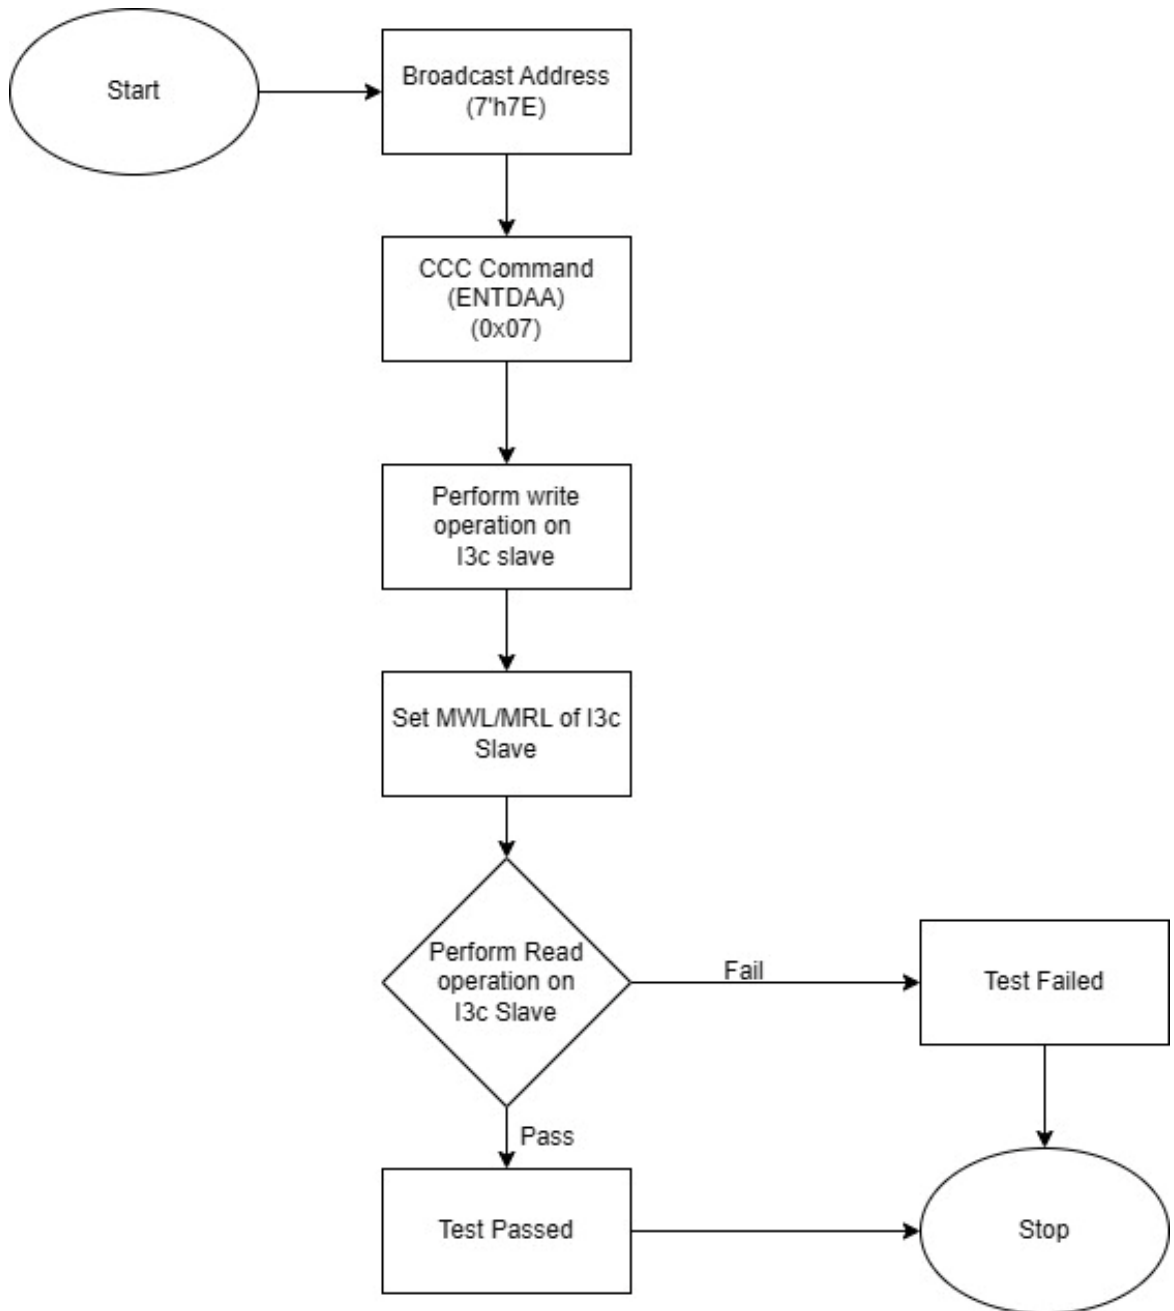 Start
Broadcast Address
(7'h7E)
CCC Command
(ENTDAA)
(0x07)
Perform write
operation on
I3c slave
Set MWL/MRL of I3c
Slave
Perform Read
operation on
I3c Slave
Fail
Test Failed
Pass
Test Passed
Stop